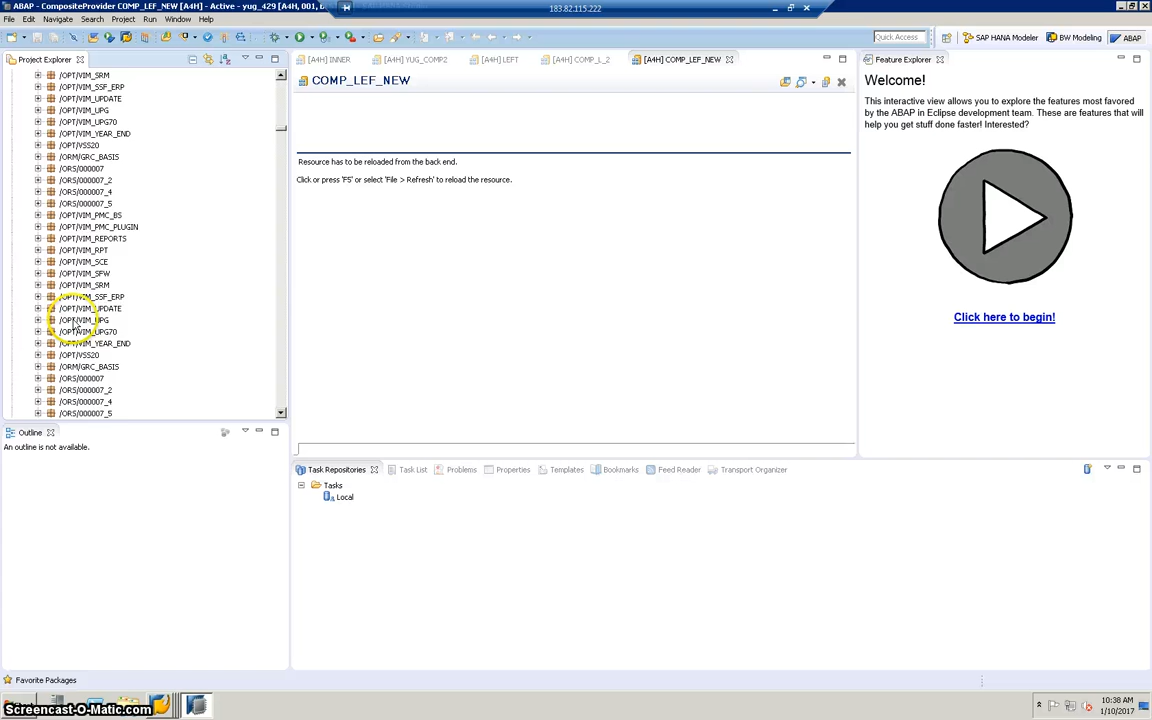 ABAP - CompositeProvider COMP_LEF_NEW [A4H] - Active - yug_429 [A4H, 001,
183.82.115.222
File Edit Navigate Search Project Run Window Help
Quick Access
SAP HANA Modeler
BW Modeling
ABAP
Project Explorer
[A4H] INNER
[A4H] YUG_COMP2
[A4H] LEFT
[A4H] COMP_L_2
[A4H] COMP_LEF_NEW
Feature Explorer
/OPT/VIM_SRM
/OPT/VIM_SSF_ERP
/OPT/VIM_UPDATE
/OPT/VIM_UPG
/OPT/VIM_UPG70
/OPT/VIM_YEAR_END
/OPT/VSS20
/ORM/GRC_BASIS
/ORS/000007
/ORS/000007_2
/ORS/000007_4
/ORS/000007_5
/OPT/VIM_PMC_BS
/OPT/VIM_PMC_PLUGIN
/OPT/VIM_REPORTS
/OPT/VIM_RPT
/OPT/VIM_SCE
/OPT/VIM_SFW
/OPT/VIM_SRM
/OPT/VIM_SSF_ERP
/OPT/VIM_UPDATE
/OPT/VIM_UPG
/OPT/VIM_UPG70
/OPT/VIM_YEAR_END
/OPT/VSS20
/ORM/GRC_BASIS
/ORS/000007
/ORS/000007_2
/ORS/000007_4
/ORS/000007_5
COMP_LEF_NEW
Resource has to be reloaded from the back end.
Click or press 'F5' or select 'File > Refresh' to reload the resource.
Welcome!
This interactive view allows you to explore the features most favored
by the ABAP in Eclipse development team. These are features that will
help you get stuff done faster! Interested?
Click here to begin!
Outline
An outline is not available.
Task Repositories
Task List
Problems
Properties
Templates
Bookmarks
Feed Reader
Transport Organizer
Tasks
Local
Favorite Packages
Screencast-O-Matic.com
10:38 AM
1/10/2017